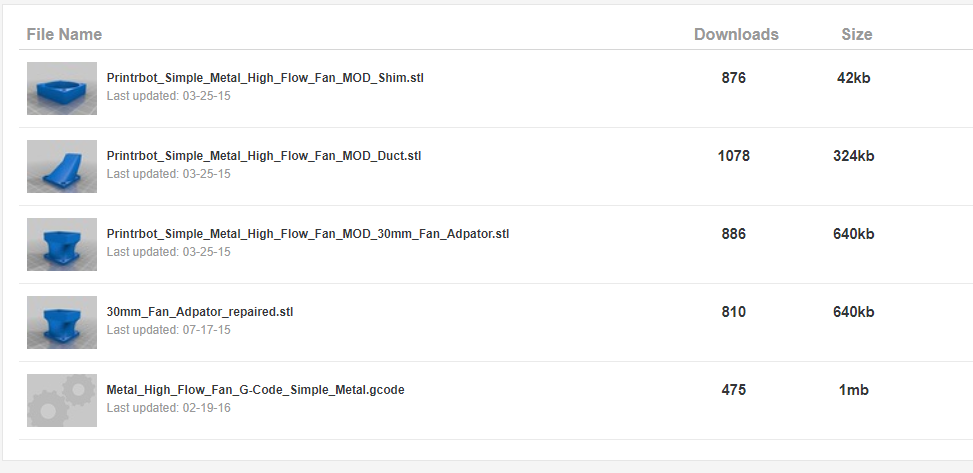 File Name Downloads Size
Printrbot_Simple_Metal_High_Flow_Fan_MOD_Shim.stl 876 42kb
Last updated: 03-25-15
Printrbot_Simple_Metal_High_Flow_Fan_MOD_Duct.stl 1078 324kb
Last updated: 03-25-15
Printrbot_Simple_Metal_High_Flow_Fan_MOD_30mm_Fan_Adpator.stl 886 640kb
Last updated: 03-25-15
30mm_Fan_Adpator_repaired.stl 810 640kb
Last updated: 07-17-15
Metal_High_Flow_Fan_G-Code_Simple_Metal.gcode 475 1mb
Last updated: 02-19-16